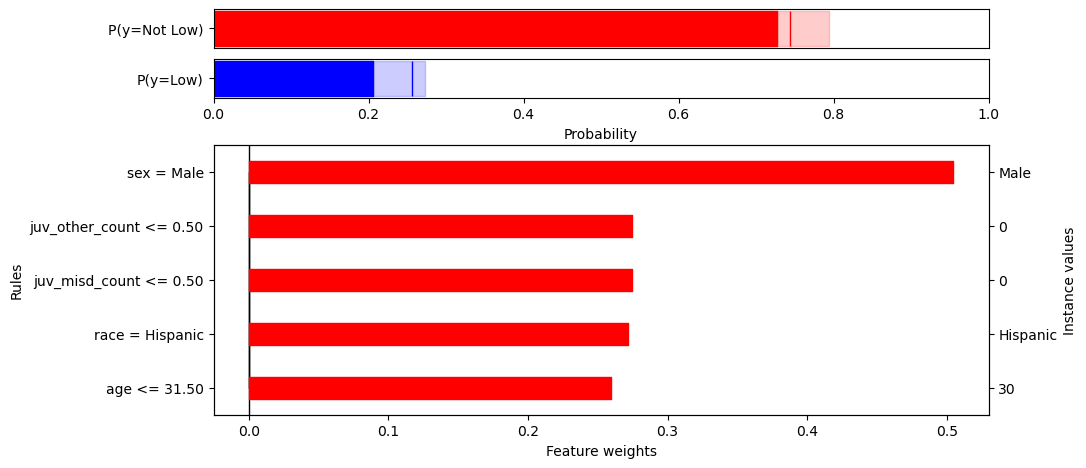 P(y=Not Low)
P(y=Low)
0.0 0.2 0.4 0.6 0.8 1.0
Probability
sex = Male Male
juv_other_count <= 0.50 0
juv_misd_count <= 0.50 0
race = Hispanic Hispanic
age <= 31.50 30
Rules
Instance values
0.0 0.1 0.2 0.3 0.4 0.5
Feature weights